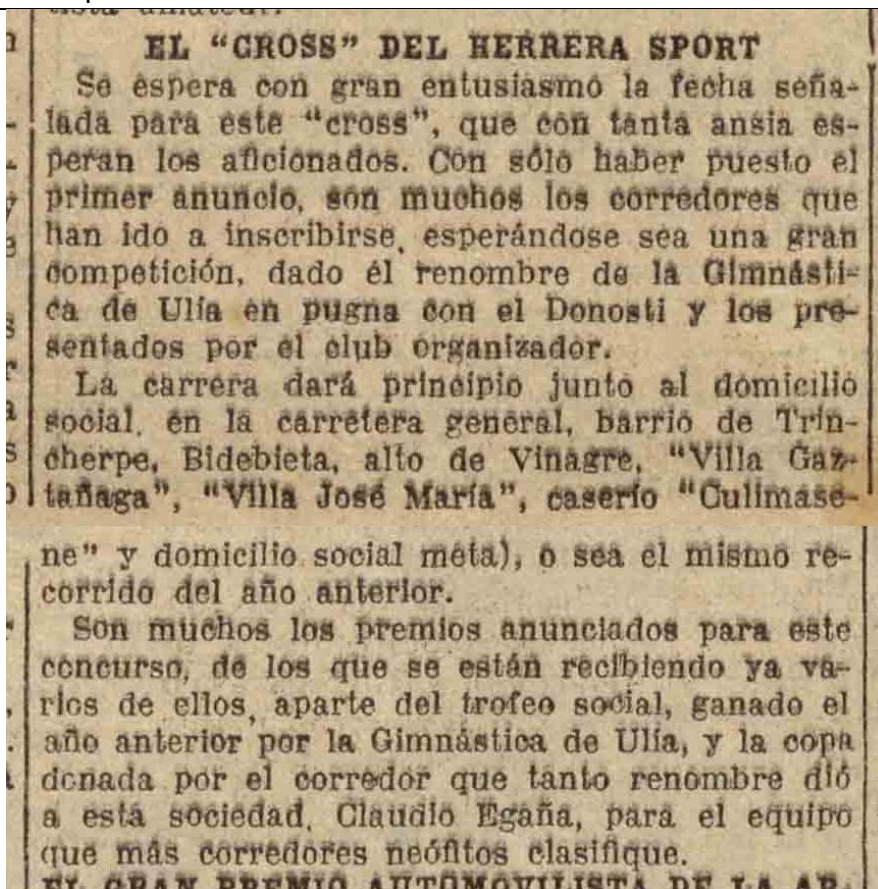 EL "CROSS" DEL HERRERA SPORT
Se espera con gran entusiasmo la fecha seña-
lada para este "cross", que con tanta ansia es-
peran los aficionados. Con sólo haber puesto el
primer anuncio, son muchos los corredores que
han ido a inscribirse, esperándose sea una gran
competición, dado el renombre de la Gimnásti-
ca de Ulía en pugna con el Donosti y los pre-
sentados por el club organizador.
La carrera dará principio junto al domicilio
social, en la carretera general, barrio de Trin-
cherpe, Bidebieta, alto de Vinagre, "Villa Gaz-
tañaga", "Villa José María", caserío "Culimase-
ne" y domicilio social meta), o sea el mismo re-
corrido del año anterior.
Son muchos los premios anunciados para este
concurso, de los que se están recibiendo ya va-
rios de ellos, aparte del trofeo social, ganado el
año anterior por la Gimnástica de Ulía, y la copa
donada por el corredor que tanto renombre dió
a esta sociedad, Claudio Egaña, para el equipo
que más corredores neófitos clasifique.
EL GRAN PREMIO AUTOMOVILISTA DE LA AR-